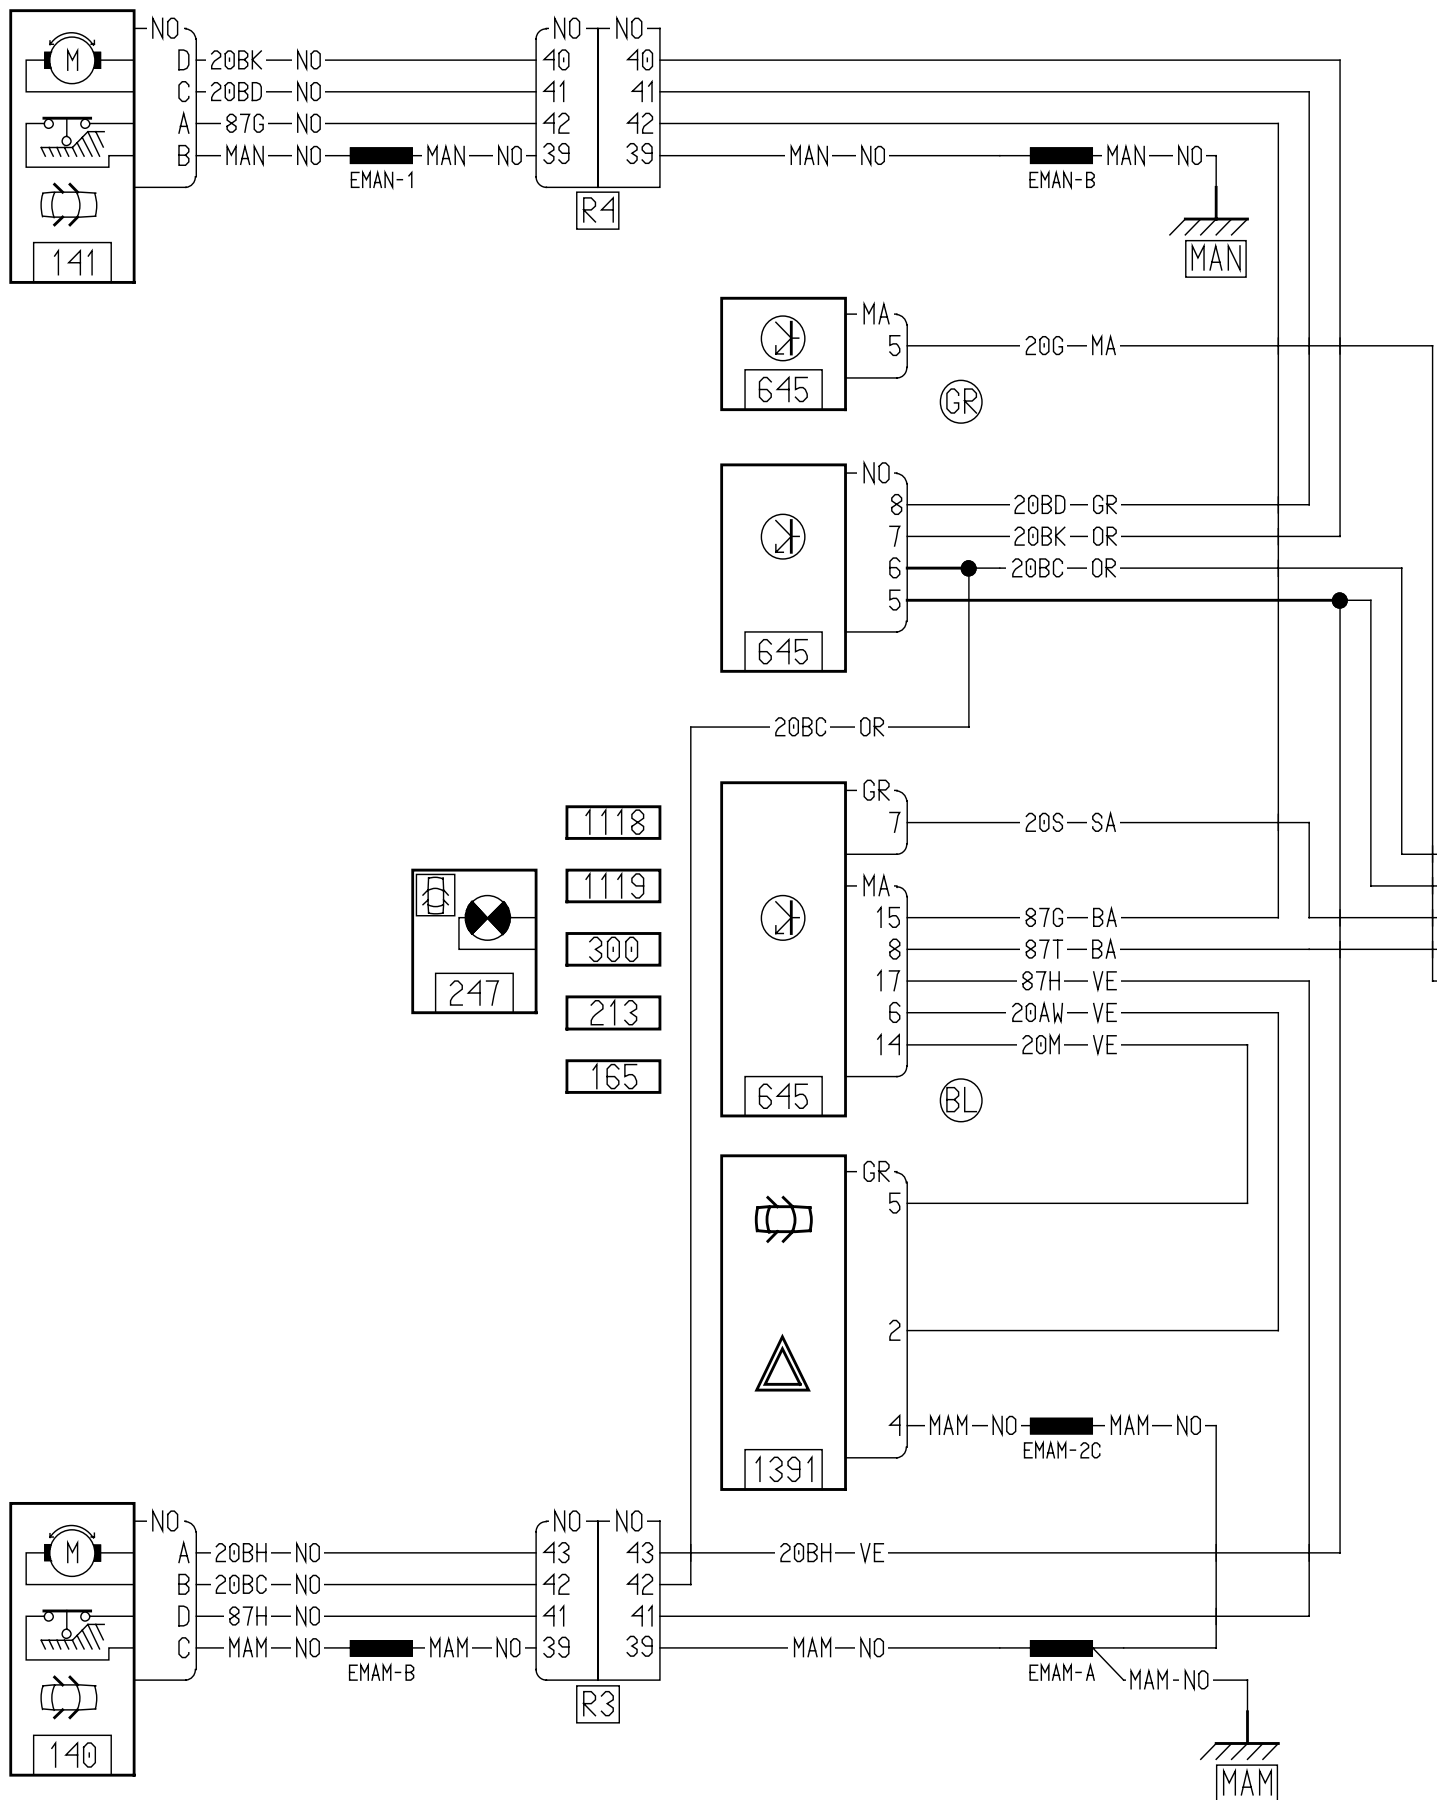 NO NO NO
M D 20BK NO 40 40
C 20BD NO 41 41
A 87G NO 42 42
B MAN NO MAN NO 39 39 MAN NO MAN NO
EMAN-1 EMAN-B
R4
141 MAN
MA
5 20G MA
645 GR
NO
8 20BD GR
7 20BK OR
6 20BC OR
5
645
20BC OR
GR
1118 7 20S SA
1119 MA
15 87G BA
300 8 87T BA
247 17 87H VE
213 6 20AW VE
14 20M VE
165
645 BL
GR
5
2
4 MAM NO MAM NO
EMAM-2C
1391
NO NO NO
M A 20BH NO 43 43 20BH VE
B 20BC NO 42 42
D 87H NO 41 41
C MAM NO MAM NO 39 39 MAM NO
EMAM-B EMAM-A MAM-NO
R3
140 MAM